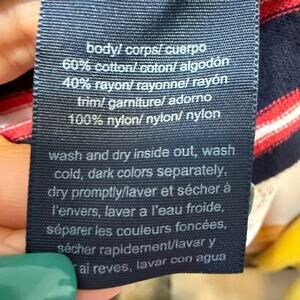 body/ corps/ cuerpo
60% cotton/ coton/ algodón
40% rayon/ rayonne/ rayón
trim/ garniture/ adorno
100% nylon/ nylon/ nylon
wash and dry inside out, wash
cold, dark colors separately,
dry promptly/laver et sécher à
l'envers, laver a l'eau froide,
séparer les couleurs foncées,
sécher rapidement/lavar y
al reves, lavar con agua